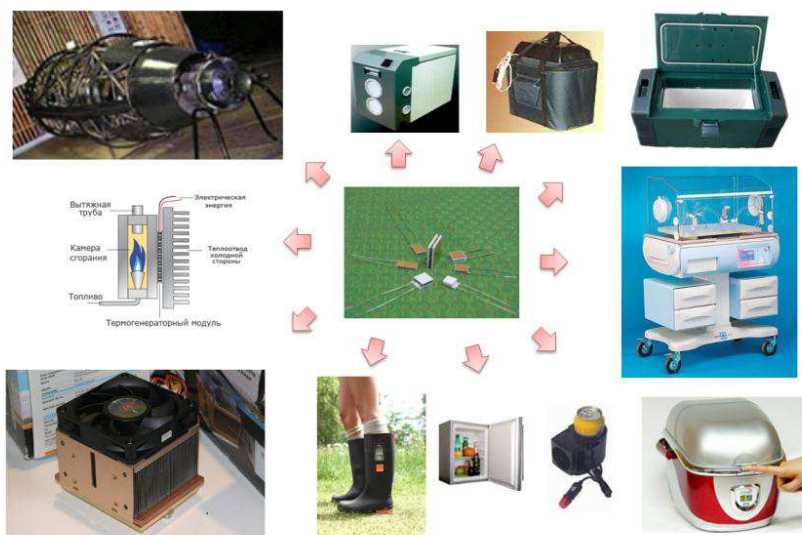 Вытяжная
труба
Электрическая
энергия
Камера
сгорания
Теплоотвод
холодной
стороны
Топливо
Термогенераторный модуль